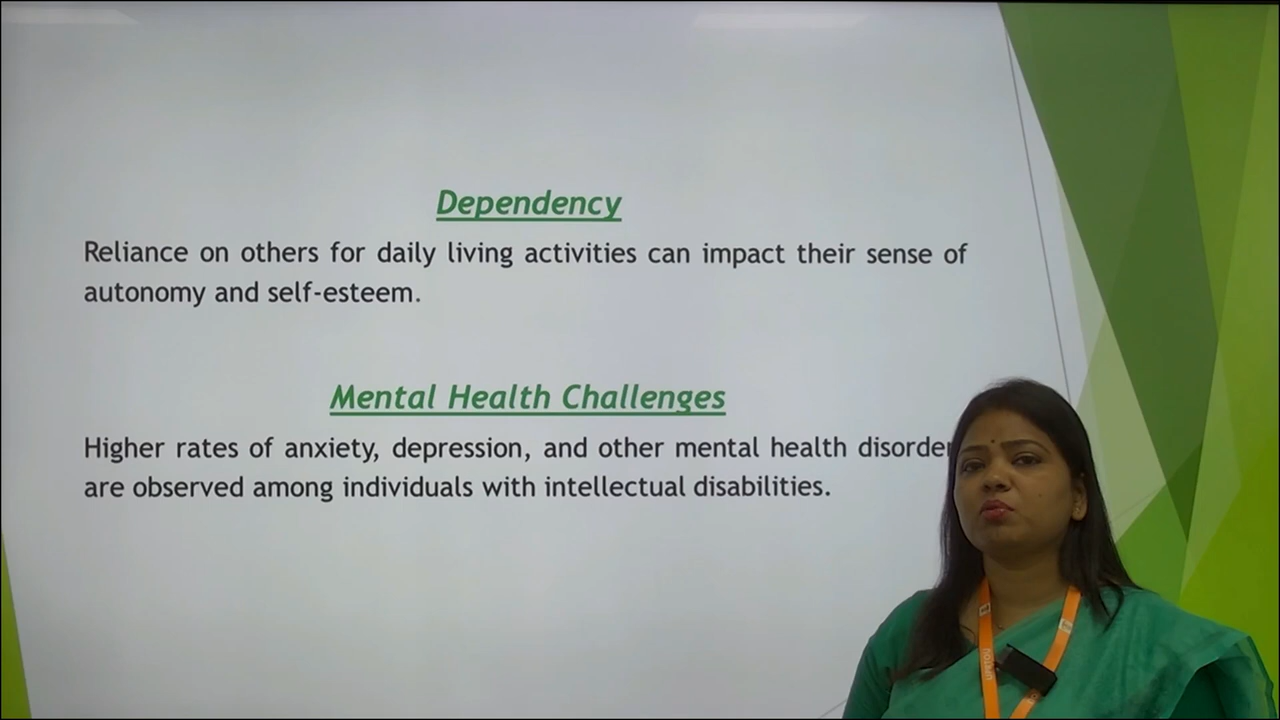 Dependency
Reliance on others for daily living activities can impact their sense of
autonomy and self-esteem.
Mental Health Challenges
Higher rates of anxiety, depression, and other mental health disorder
are observed among individuals with intellectual disabilities.